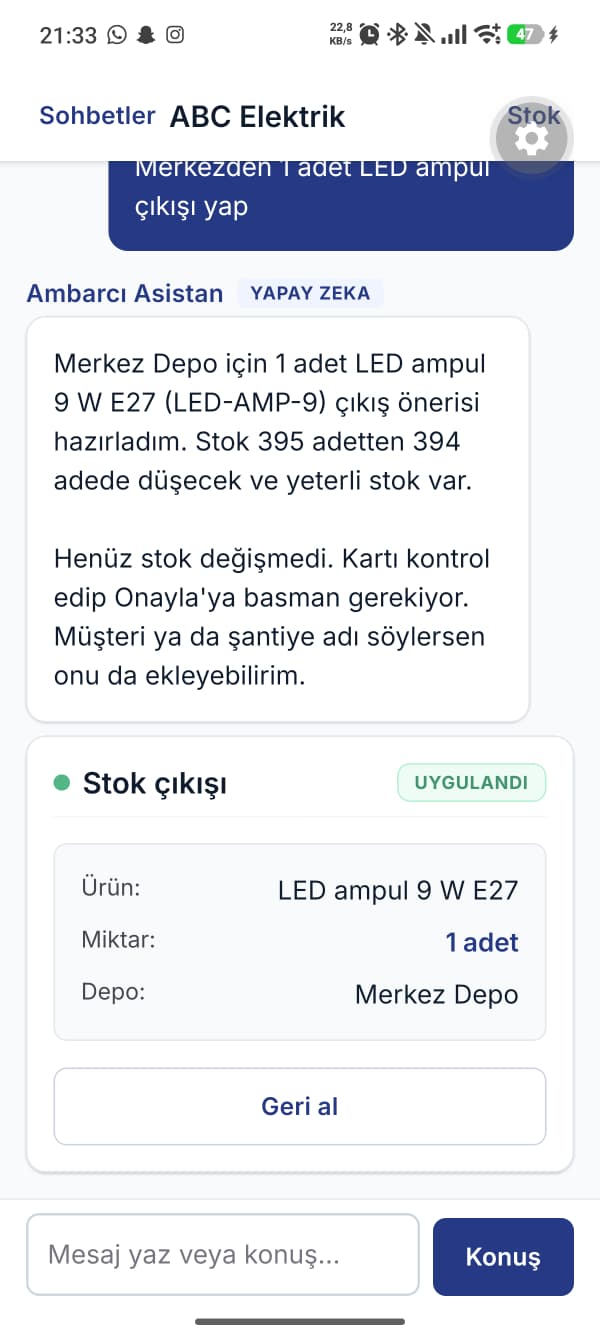 21:33
22,8
KB/s
47
Sohbetler ABC Elektrik Stok
Merkezden 1 adet LED ampul
çıkışı yap
Ambarcı Asistan YAPAY ZEKA
Merkez Depo için 1 adet LED ampul
9 W E27 (LED-AMP-9) çıkış önerisi
hazırladım. Stok 395 adetten 394
adede düşecek ve yeterli stok var.
Henüz stok değişmedi. Kartı kontrol
edip Onayla'ya basman gerekiyor.
Müşteri ya da şantiye adı söylersen
onu da ekleyebilirim.
Stok çıkışı UYGULANDI
Ürün: LED ampul 9 W E27
Miktar: 1 adet
Depo: Merkez Depo
Geri al
Mesaj yaz veya konuş... Konuş